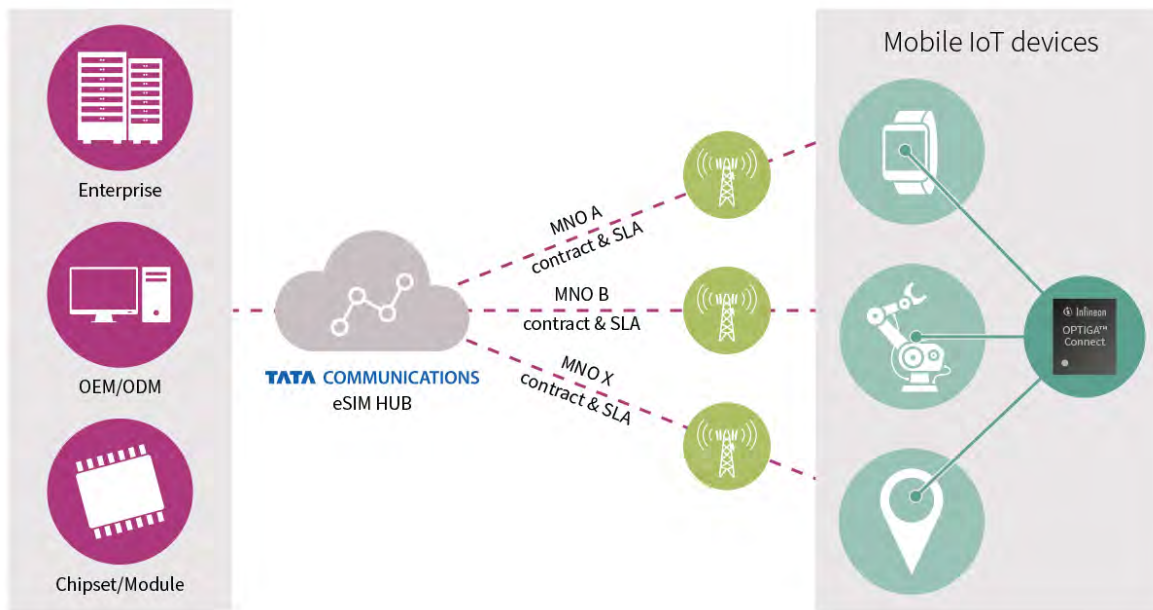 Enterprise
OEM/ODM
Chipset/Module
TATA COMMUNICATIONS
eSIM HUB
MNO A
contract & SLA
MNO B
contract & SLA
MNO X
contract & SLA
Mobile IoT devices
Infineon
OPTIGA™
Connect